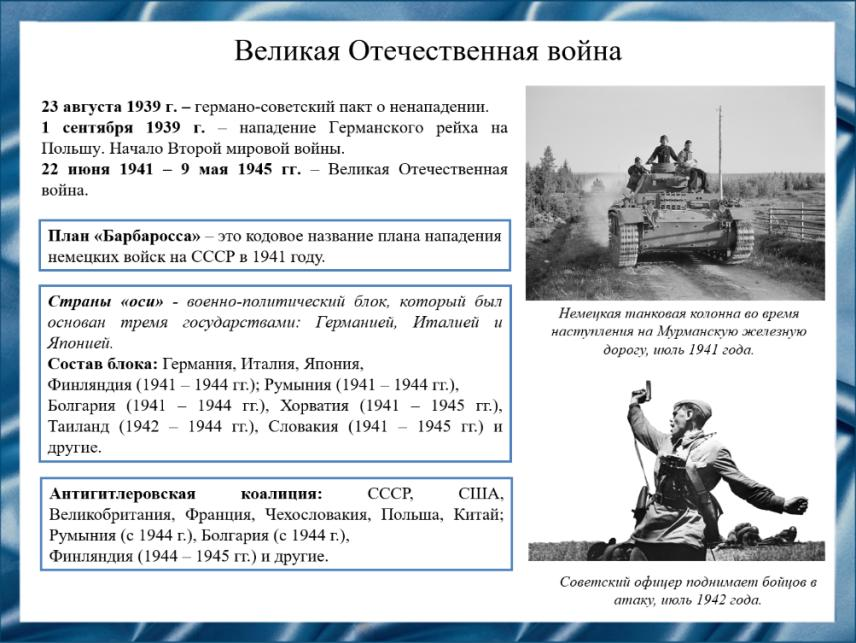 Великая Отечественная война
23 августа 1939 г. – германо-советский пакт о ненападении.
1 сентября 1939 г. – нападение Германского рейха на
Польшу. Начало Второй мировой войны.
22 июня 1941 – 9 мая 1945 гг. – Великая Отечественная
война.
План «Барбаросса» – это кодовое название плана нападения
немецких войск на СССР в 1941 году.
Страны «оси» - военно-политический блок, который был
основан тремя государствами: Германией, Италией и
Японией.
Состав блока: Германия, Италия, Япония,
Финляндия (1941 – 1944 гг.); Румыния (1941 – 1944 гг.),
Болгария (1941 – 1944 гг.), Хорватия (1941 – 1945 гг.),
Таиланд (1942 – 1944 гг.), Словакия (1941 – 1945 гг.) и
другие.
Антигитлеровская коалиция: СССР, США,
Великобритания, Франция, Чехословакия, Польша, Китай;
Румыния (с 1944 г.), Болгария (с 1944 г.),
Финляндия (1944 – 1945 гг.) и другие.
Немецкая танковая колонна во время
наступления на Мурманскую железную
дорогу, июль 1941 года.
Советский офицер поднимает бойцов в
атаку, июль 1942 года.